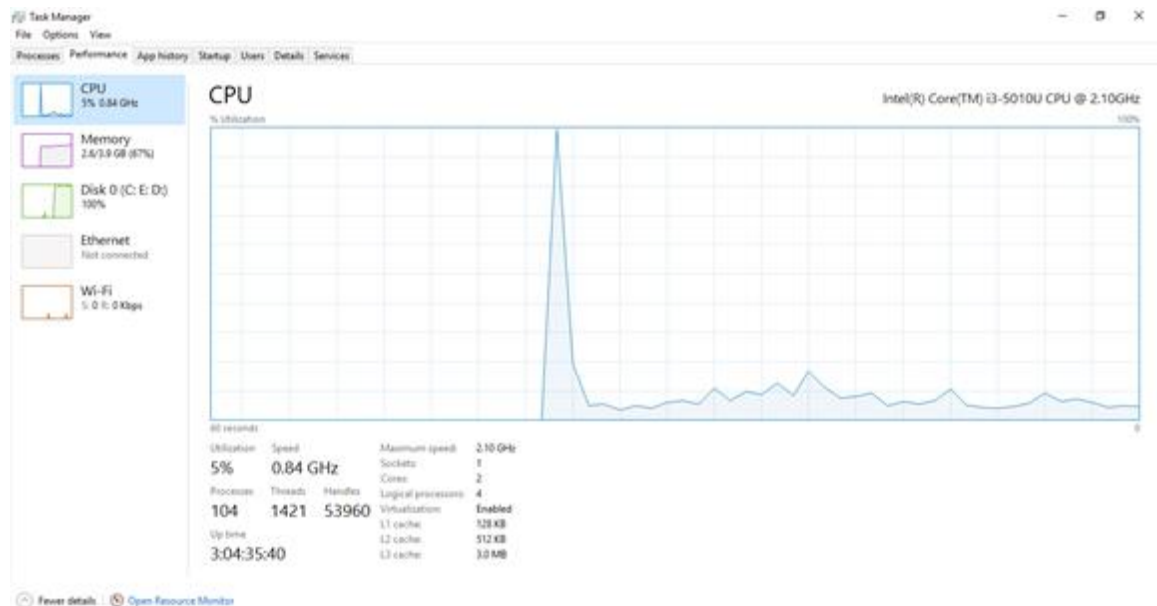 Task Manager
File Options View
Processes Performance App history Startup Users Details Services
CPU
5% 0.84 GHz
Memory
2.6/3.9 GB (67%)
Disk 0 (C: E: D:)
100%
Ethernet
Not connected
Wi-Fi
S: 0 R: 0 Kbps
CPU
Intel(R) Core(TM) i3-5010U CPU @ 2.10GHz
% Utilization 100%
60 seconds 0
Utilization Speed
5% 0.84 GHz
Processes Threads Handles
104 1421 53960
Up time
3:04:35:40
Maximum speed: 2.10 GHz
Sockets: 1
Cores: 2
Logical processors: 4
Virtualization: Enabled
L1 cache: 128 KB
L2 cache: 512 KB
L3 cache: 3.0 MB
Fewer details Open Resource Monitor